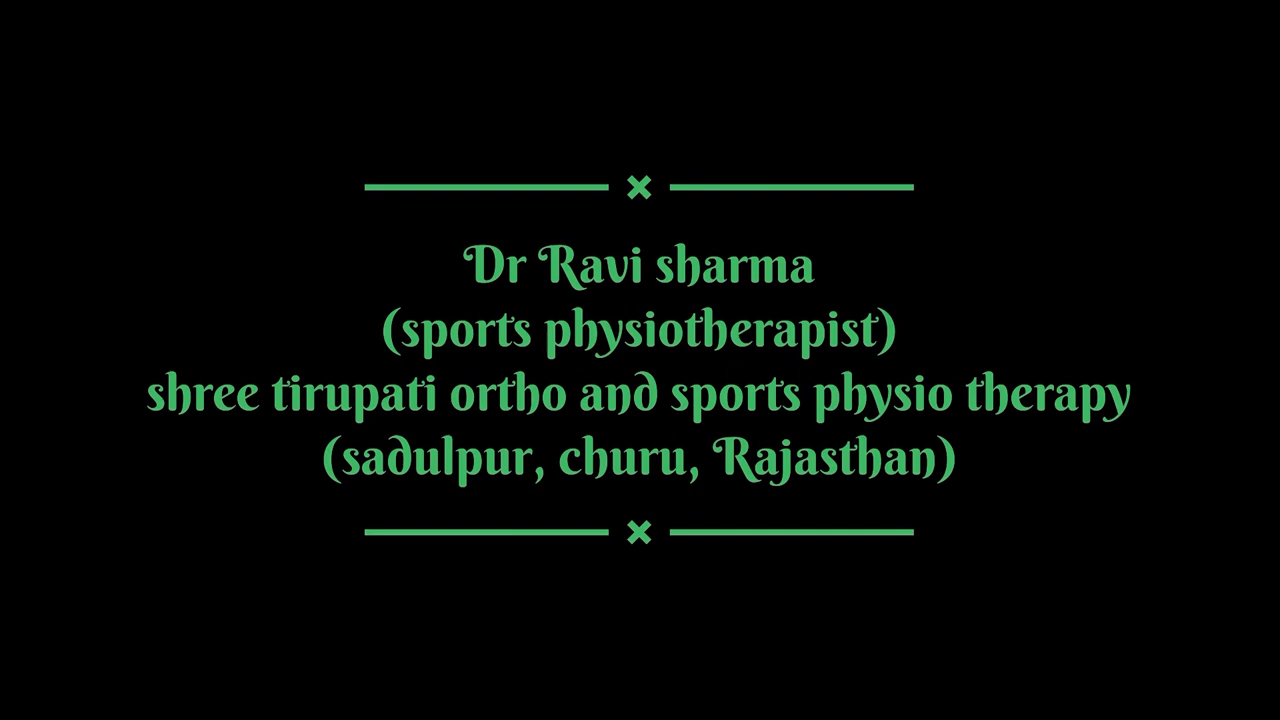 Dr Ravi sharma
(sports physiotherapist)
shree tirupati ortho and sports physio therapy
(sadulpur, churu, Rajasthan)